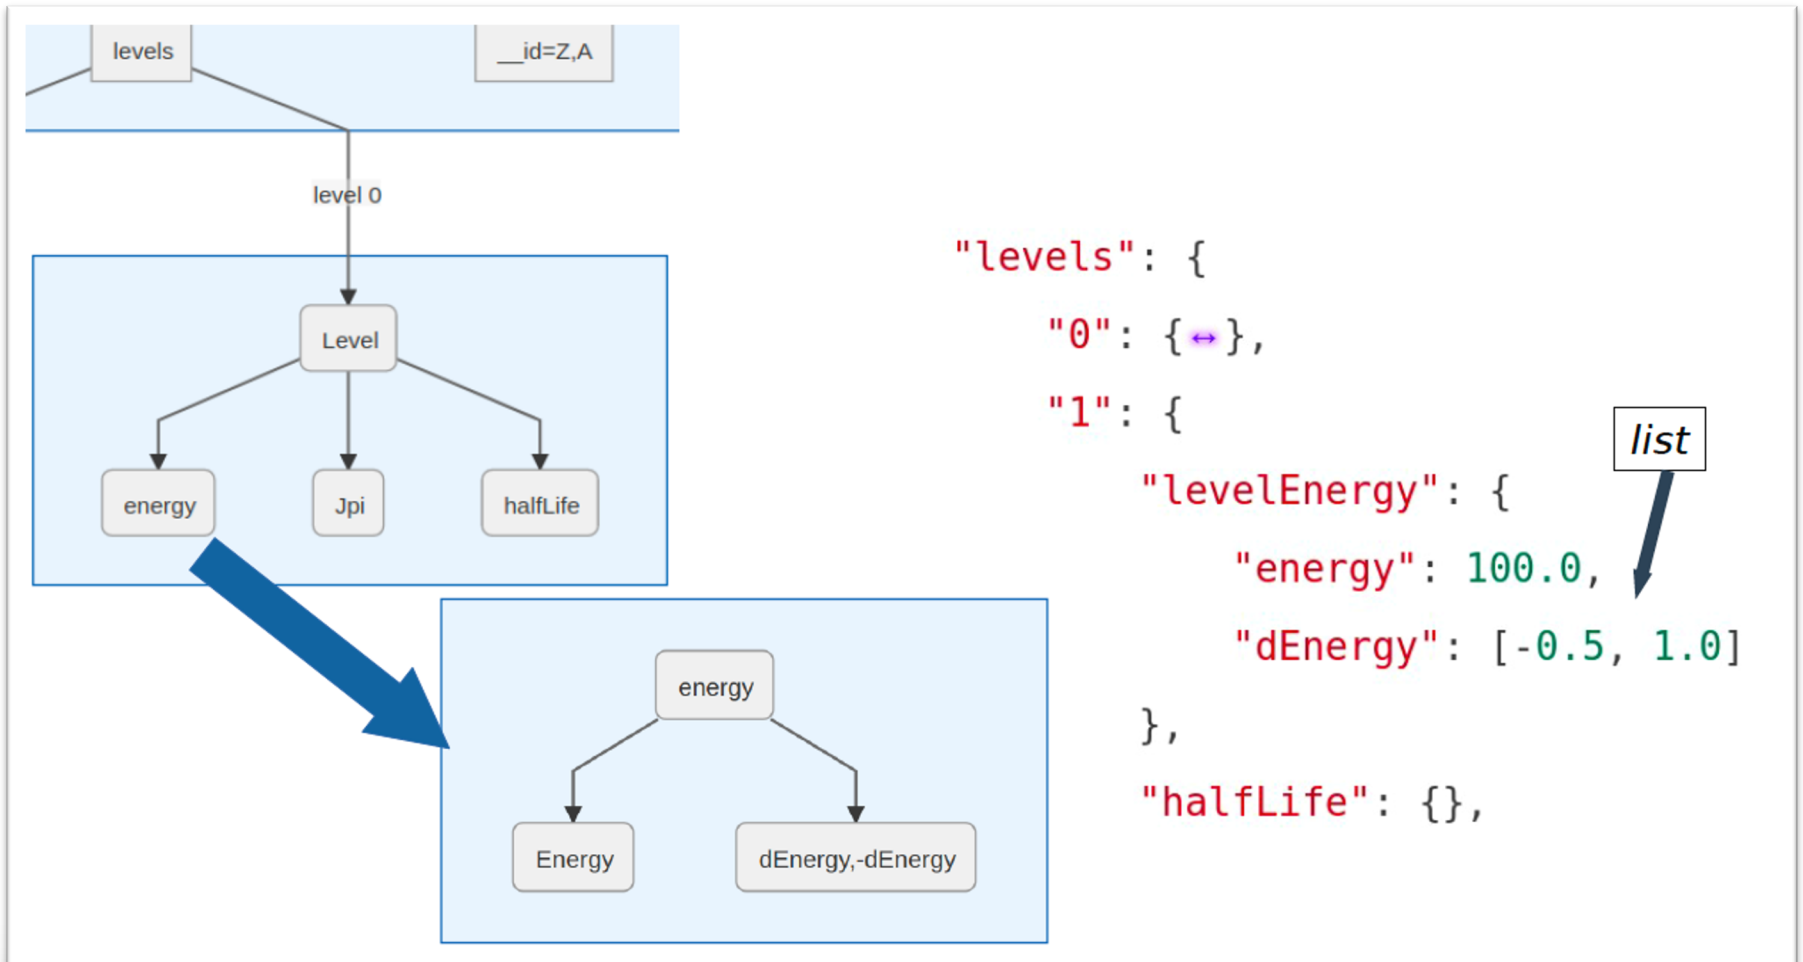 levels
__id=Z,A
level 0
Level
energy
Jpi
halfLife
energy
Energy
dEnergy,-dEnergy
"levels": {
"0": {↔},
"1": {
list
"levelEnergy": {
"energy": 100.0,
"dEnergy": [-0.5, 1.0]
},
"halfLife": {},